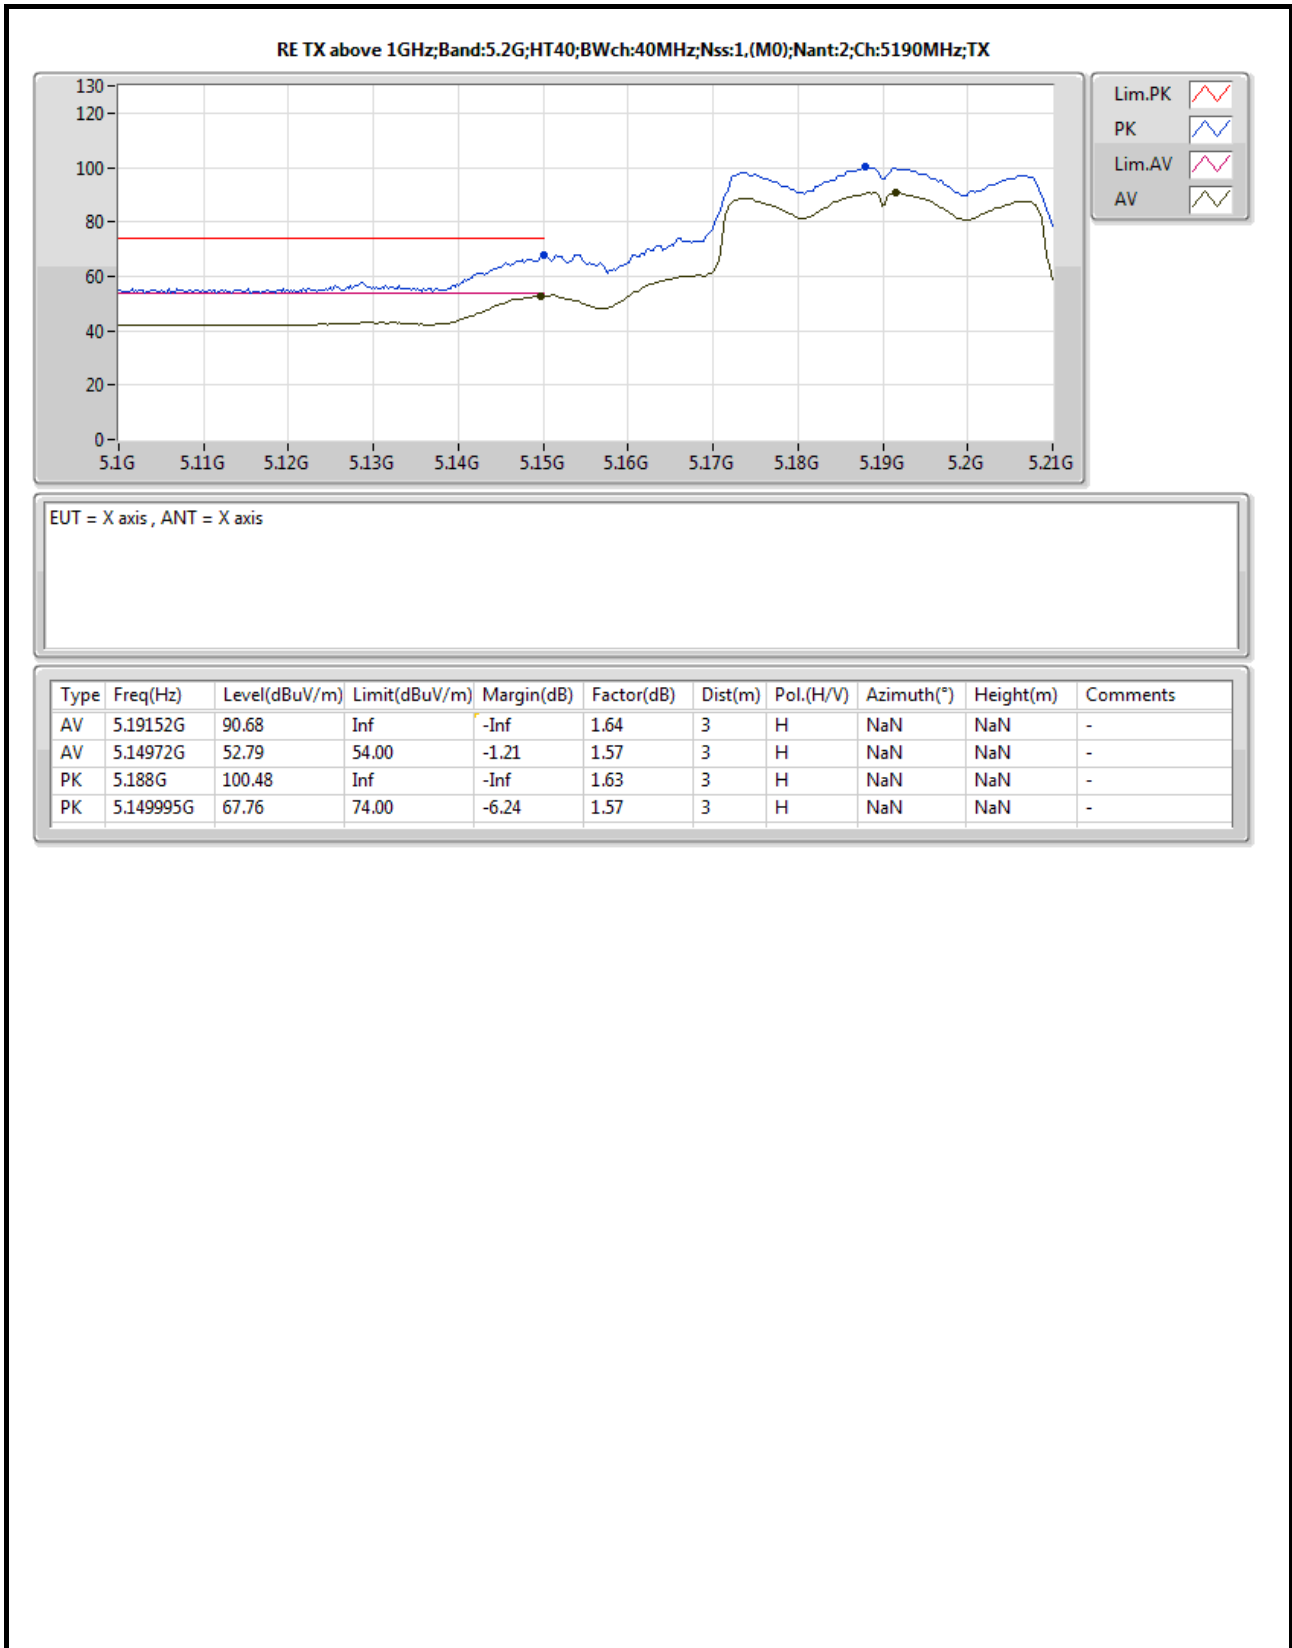 RE TX above 1GHz;Band:5.2G;HT40;BWch:40MHz;Nss:1,(M0);Nant:2;Ch:5190MHz;TX
130
120
100
80
60
40
20
0
5.1G 5.11G 5.12G 5.13G 5.14G 5.15G 5.16G 5.17G 5.18G 5.19G 5.2G 5.21G
Lim.PK
PK
Lim.AV
AV
EUT = X axis , ANT = X axis
Type Freq(Hz) Level(dBuV/m) Limit(dBuV/m) Margin(dB) Factor(dB) Dist(m) Pol.(H/V) Azimuth(°) Height(m) Comments
AV 5.19152G 90.68 Inf -Inf 1.64 3 H NaN NaN -
AV 5.14972G 52.79 54.00 -1.21 1.57 3 H NaN NaN -
PK 5.188G 100.48 Inf -Inf 1.63 3 H NaN NaN -
PK 5.149995G 67.76 74.00 -6.24 1.57 3 H NaN NaN -